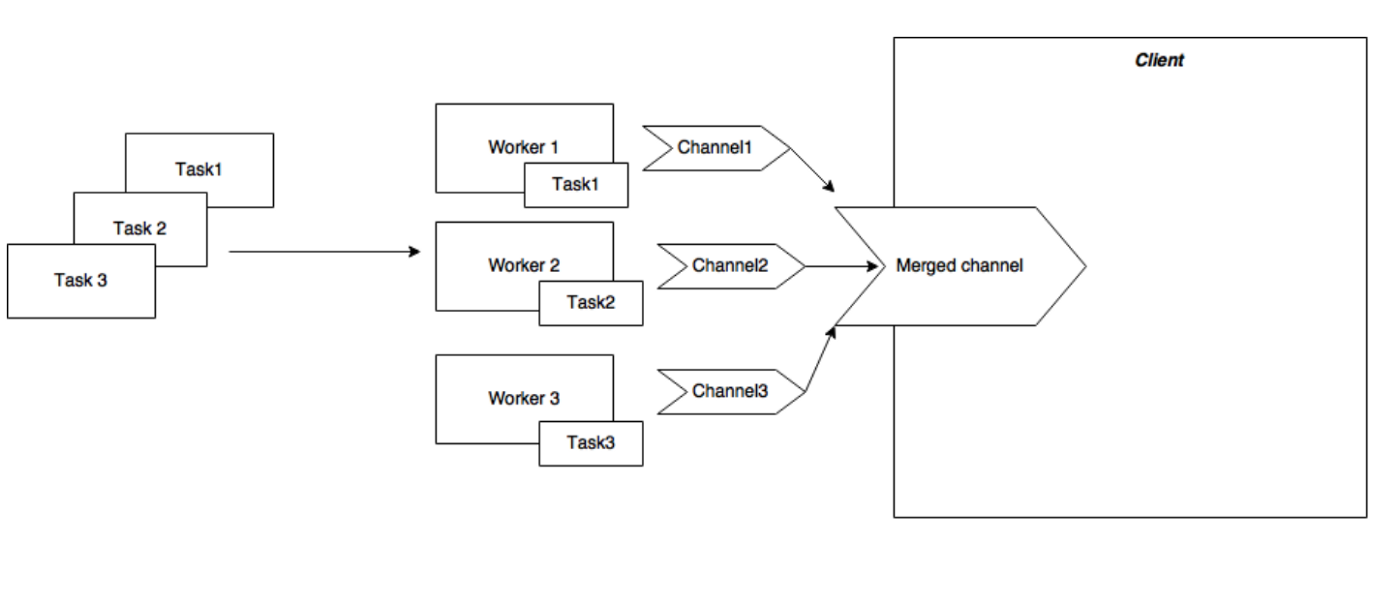 Client
Task1
Task 2
Task 3
Worker 1
Task1
Channel1
Worker 2
Task2
Channel2
Worker 3
Task3
Channel3
Merged channel